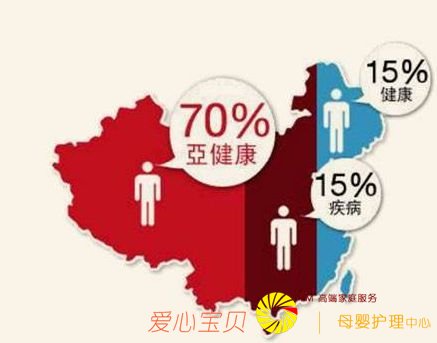 15%
健康
70%
亞健康
15%
疾病
高端家庭服务
爱心宝贝
母婴护理中心